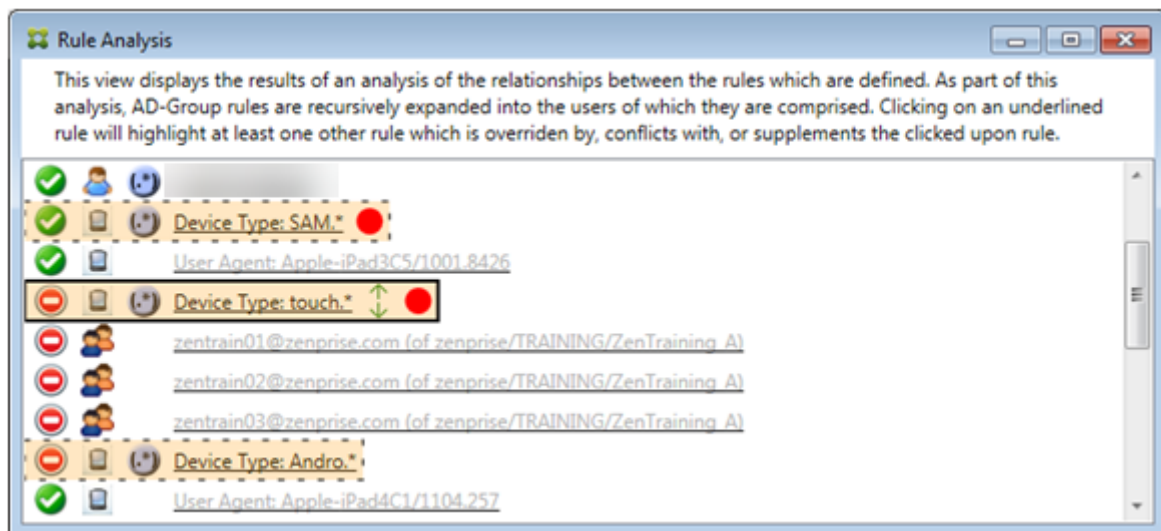 Rule Analysis
This view displays the results of an analysis of the relationships between the rules which are defined. As part of this
analysis, AD-Group rules are recursively expanded into the users of which they are comprised. Clicking on an underlined
rule will highlight at least one other rule which is overriden by, conflicts with, or supplements the clicked upon rule.
(.*)
(.*) Device Type: SAM.*
User Agent: Apple-iPad3C5/1001.8426
(.*) Device Type: touch.*
zentrain01@zenprise.com (of zenprise/TRAINING/ZenTraining A)
zentrain02@zenprise.com (of zenprise/TRAINING/ZenTraining A)
zentrain03@zenprise.com (of zenprise/TRAINING/ZenTraining A)
(.*) Device Type: Andro.*
User Agent: Apple-iPad4C1/1104.257